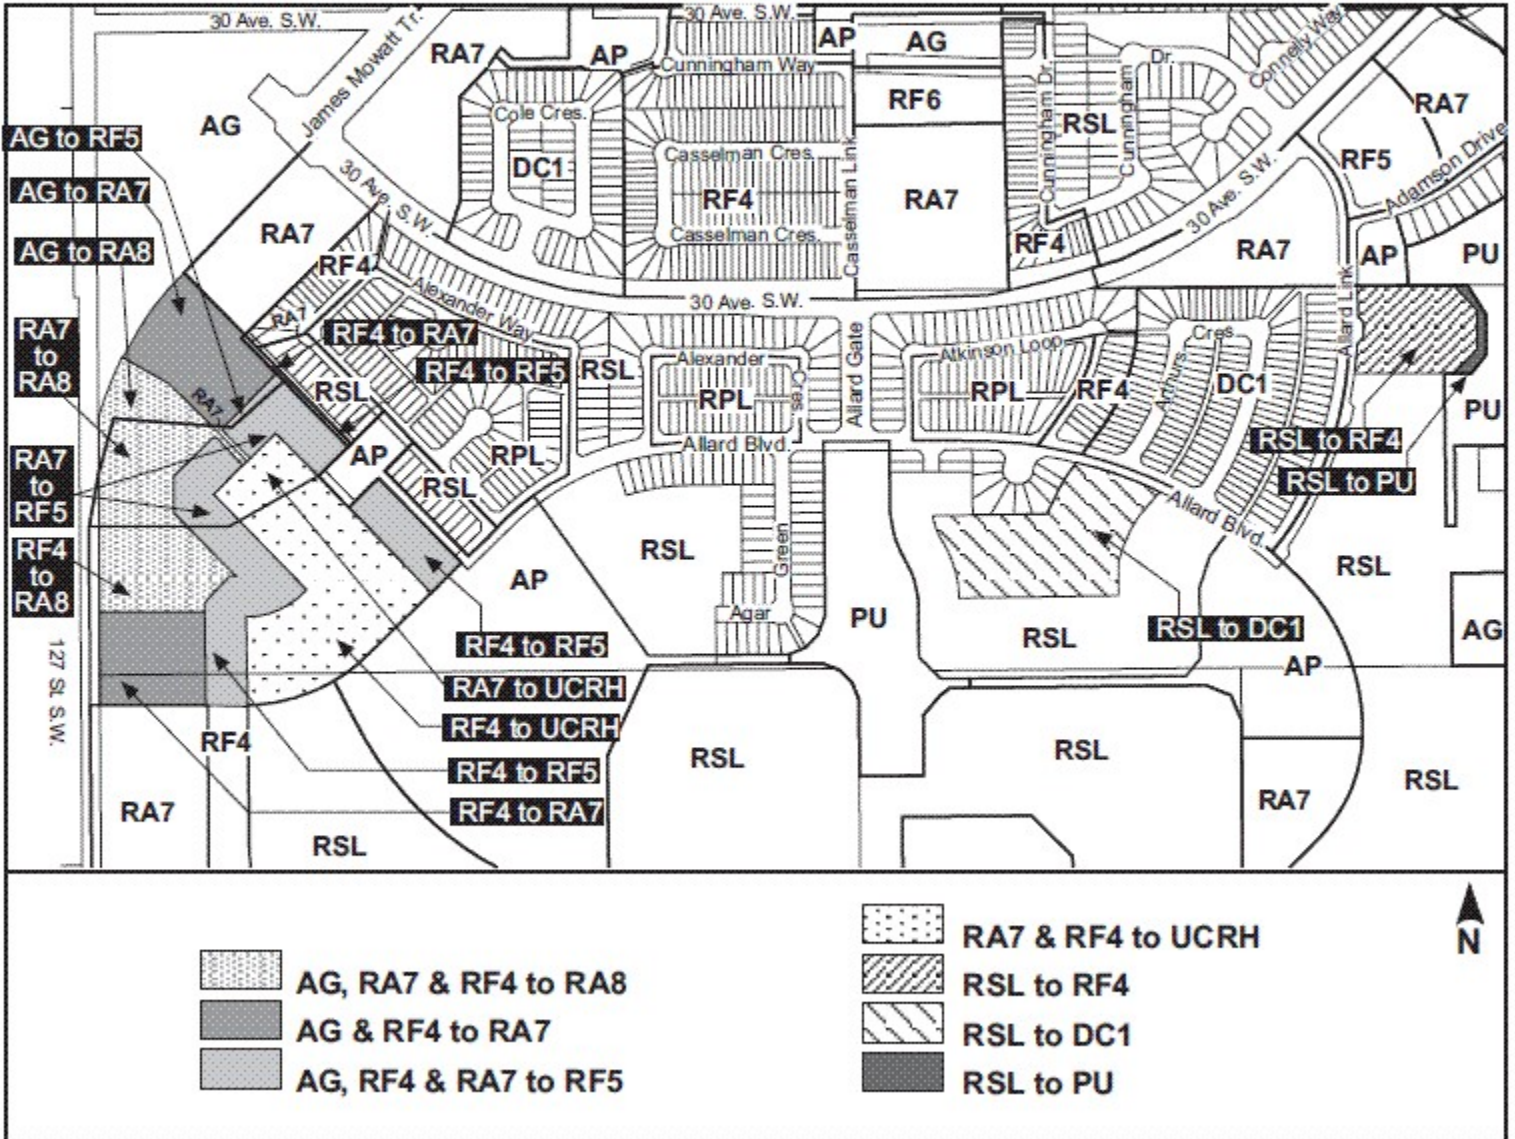 30 Ave. S.W.
James Mowatt Tr.
30 Ave. S.W.
RA7
AP
AP
AG
Cunningham Way
Dr.
Connelly Way
AG
Cole Cres.
DC1
RF6
Cunningham Dr.
RSL
Cunningham
RA7
RF5
Adamson Drive
AG to RF5
AG to RA7
AG to RA8
30 Ave. S.W.
Casselman Cres.
RF4
Casselman Cres.
Casselman Link
RA7
RF4
30 Ave. S.W.
RA7
AP
PU
RA7
RF4
Alexander Way
30 Ave. S.W.
Allard Link
RA7
to
RA8
RA7
RF4 to RA7
RF4 to RF5
RSL
RSL
Alexander
Cres.
RPL
Allard Gate
Atkinson Loop
RPL
RF4
Arthurs
Cres.
DC1
PU
RA7
RA7
to
RF5
AP
RSL
RPL
Allard Blvd.
RSL to RF4
RSL to PU
Allard Blvd.
RF4
to
RA8
AP
RSL
Green
Agar
PU
RSL
RSL to DC1
RSL
AG
AP
127 St. S.W.
RF4 to RF5
RA7 to UCRH
RF4 to UCRH
RF4 to RF5
RF4 to RA7
RF4
RA7
RSL
RSL
RSL
RA7
RSL
N
AG, RA7 & RF4 to RA8
AG & RF4 to RA7
AG, RF4 & RA7 to RF5
RA7 & RF4 to UCRH
RSL to RF4
RSL to DC1
RSL to PU